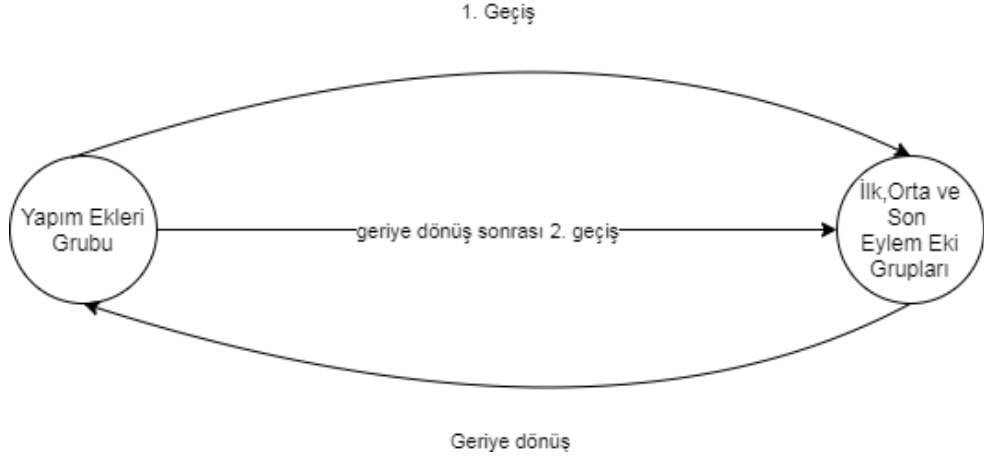 1. Geçiş
Yapım Ekleri
Grubu
geriye dönüş sonrası 2. geçiş
İlk,Orta ve
Son
Eylem Eki
Grupları
Geriye dönüş